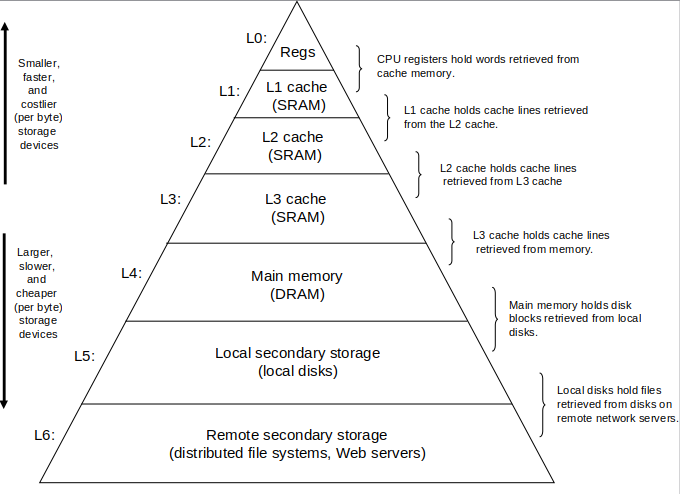 L0:
Regs
CPU registers hold words retrieved from
cache memory.
Smaller,
faster,
and
costlier
(per byte)
storage
devices
L1:
L1 cache
(SRAM)
L1 cache holds cache lines retrieved
from the L2 cache.
L2:
L2 cache
(SRAM)
L2 cache holds cache lines
retrieved from L3 cache
L3:
L3 cache
(SRAM)
L3 cache holds cache lines
retrieved from memory.
Larger,
slower,
and
cheaper
(per byte)
storage
devices
L4:
Main memory
(DRAM)
Main memory holds disk
blocks retrieved from local
disks.
L5:
Local secondary storage
(local disks)
Local disks hold files
retrieved from disks on
remote network servers.
L6:
Remote secondary storage
(distributed file systems, Web servers)